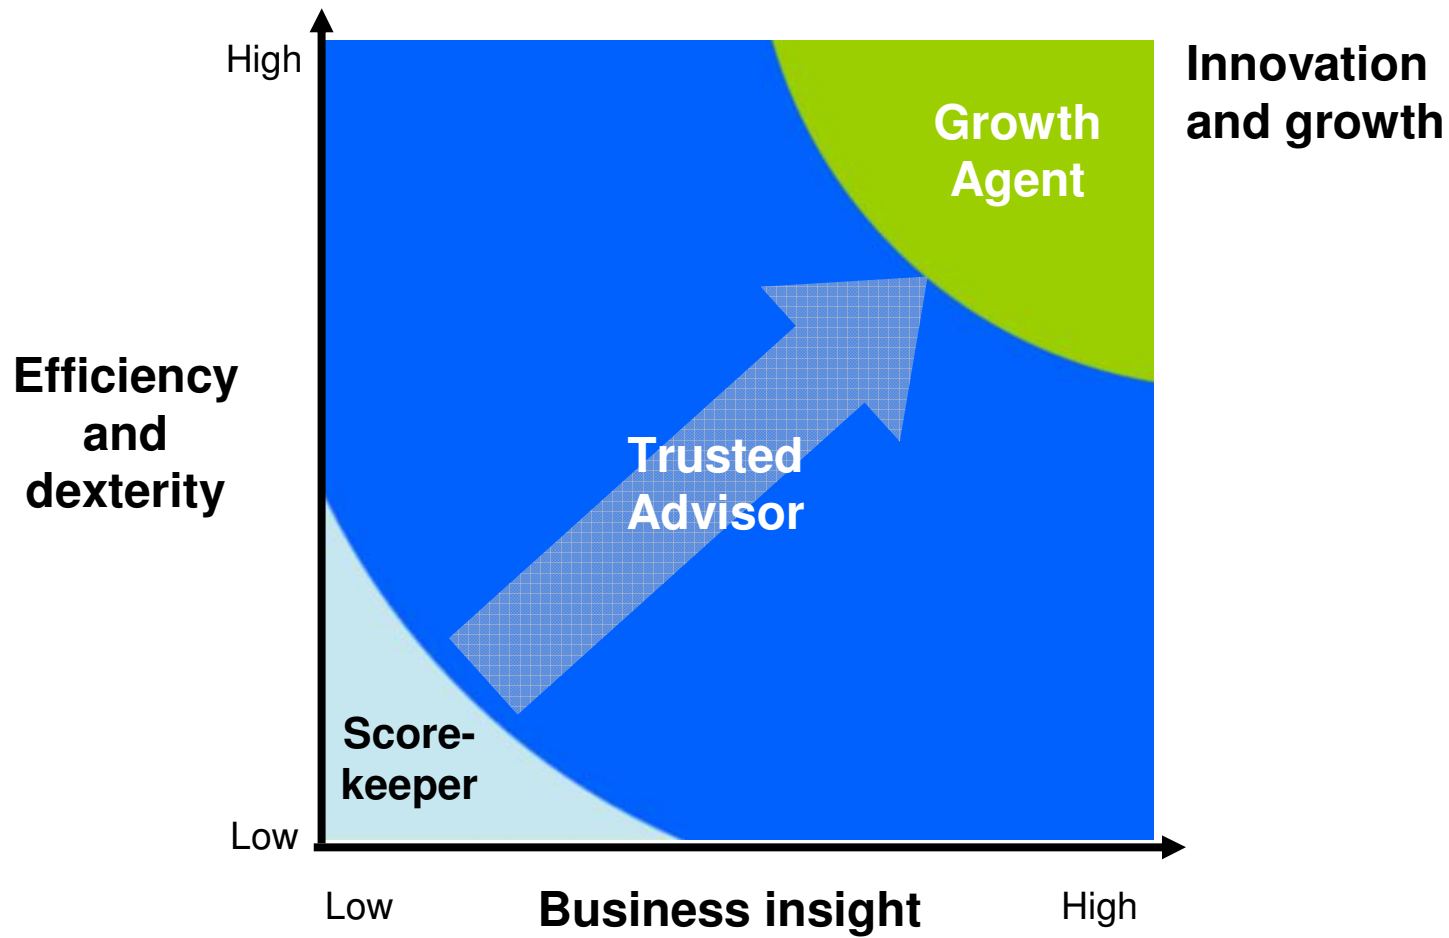 High
Innovation
and growth
Growth
Agent
Efficiency
and
dexterity
Trusted
Advisor
Score-
keeper
Low
Low
Business insight
High